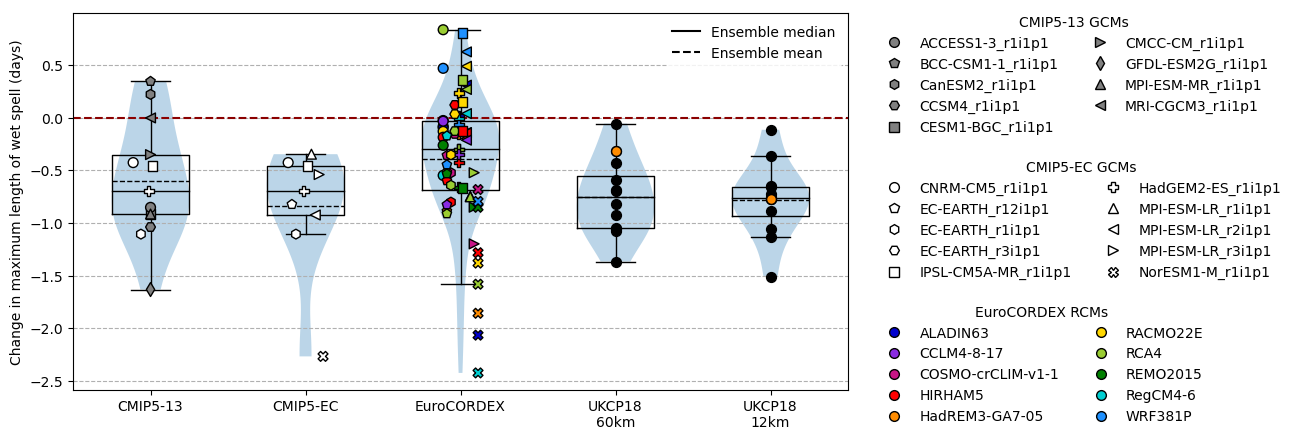 Change in maximum length of wet spell (days)
0.5
0.0
−0.5
−1.0
−1.5
−2.0
−2.5
CMIP5-13
CMIP5-EC
EuroCORDEX
UKCP18
60km
UKCP18
12km
Ensemble median
Ensemble mean
CMIP5-13 GCMs
ACCESS1-3_r1i1p1
BCC-CSM1-1_r1i1p1
CanESM2_r1i1p1
CCSM4_r1i1p1
CESM1-BGC_r1i1p1
CMCC-CM_r1i1p1
GFDL-ESM2G_r1i1p1
MPI-ESM-MR_r1i1p1
MRI-CGCM3_r1i1p1
CMIP5-EC GCMs
CNRM-CM5_r1i1p1
EC-EARTH_r12i1p1
EC-EARTH_r1i1p1
EC-EARTH_r3i1p1
IPSL-CM5A-MR_r1i1p1
HadGEM2-ES_r1i1p1
MPI-ESM-LR_r1i1p1
MPI-ESM-LR_r2i1p1
MPI-ESM-LR_r3i1p1
NorESM1-M_r1i1p1
EuroCORDEX RCMs
ALADIN63
CCLM4-8-17
COSMO-crCLIM-v1-1
HIRHAM5
HadREM3-GA7-05
RACMO22E
RCA4
REMO2015
RegCM4-6
WRF381P